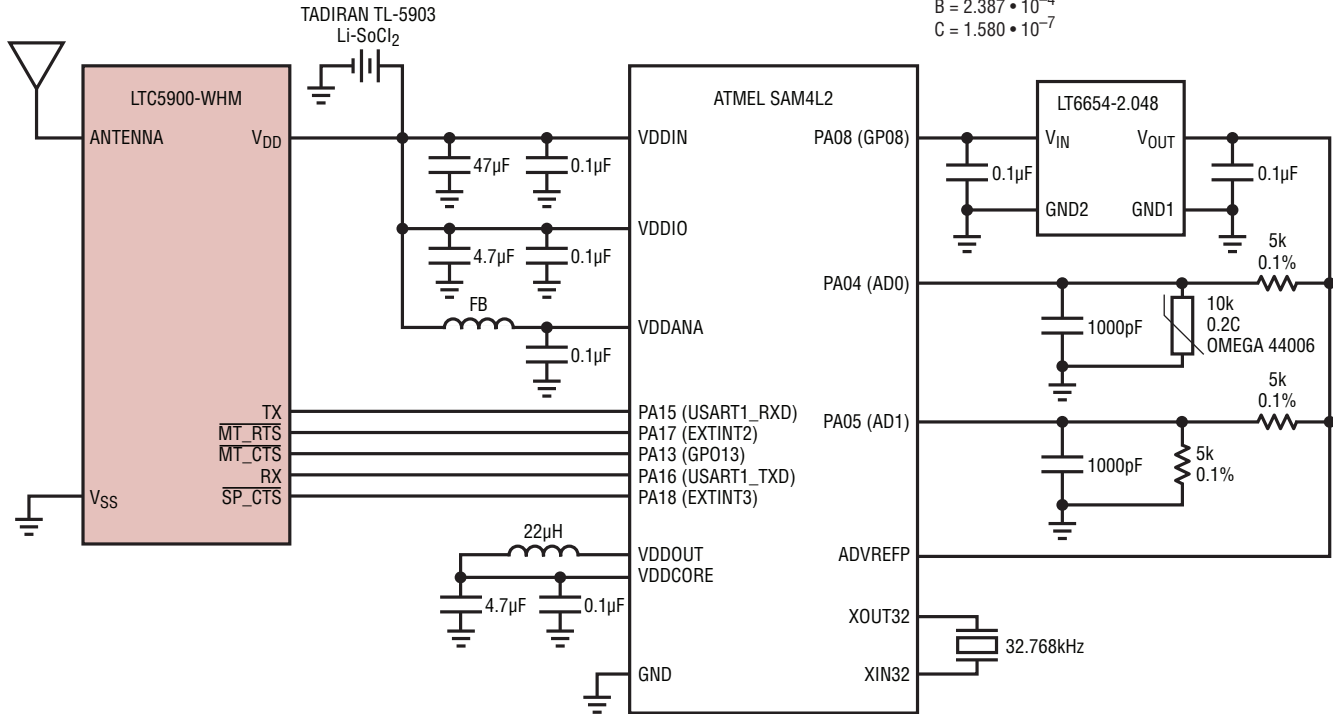 B = 2.387 • 10⁻⁴
C = 1.580 • 10⁻⁷
TADIRAN TL-5903
Li-SoCl₂
LTC5900-WHM
ANTENNA
V_DD
V_SS
TX
M̅T̅_̅R̅T̅S̅
M̅T̅_̅C̅T̅S̅
RX
S̅P̅_̅C̅T̅S̅
47µF
0.1µF
4.7µF
0.1µF
FB
0.1µF
22µH
4.7µF
0.1µF
ATMEL SAM4L2
VDDIN
VDDIO
VDDANA
PA15 (USART1_RXD)
PA17 (EXTINT2)
PA13 (GPO13)
PA16 (USART1_TXD)
PA18 (EXTINT3)
VDDOUT
VDDCORE
GND
PA08 (GP08)
PA04 (AD0)
PA05 (AD1)
ADVREFP
XOUT32
XIN32
0.1µF
LT6654-2.048
V_IN
V_OUT
GND2
GND1
0.1µF
5k
0.1%
1000pF
10k
0.2C
OMEGA 44006
5k
0.1%
1000pF
5k
0.1%
32.768kHz